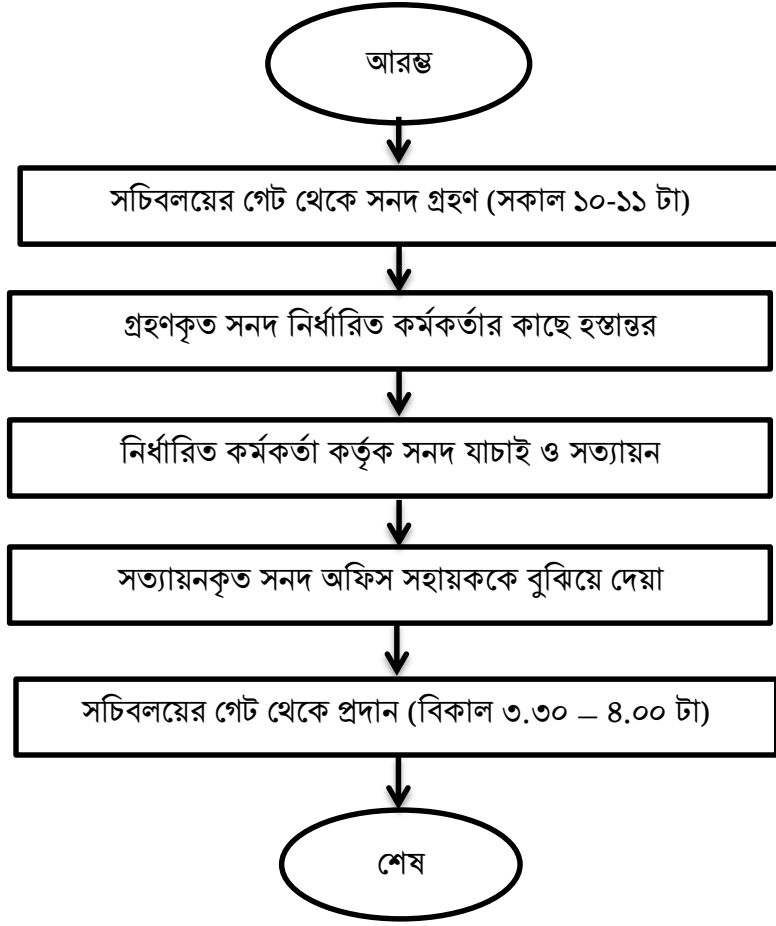 আরম্ভ
সচিবলয়ের গেট থেকে সনদ গ্রহণ (সকাল ১০-১১ টা)
গ্রহণকৃত সনদ নির্ধারিত কর্মকর্তার কাছে হস্তান্তর
নির্ধারিত কর্মকর্তা কর্তৃক সনদ যাচাই ও সত্যায়ন
সত্যায়নকৃত সনদ অফিস সহায়ককে বুঝিয়ে দেয়া
সচিবলয়ের গেট থেকে প্রদান (বিকাল ৩.৩০ – ৪.০০ টা)
শেষ